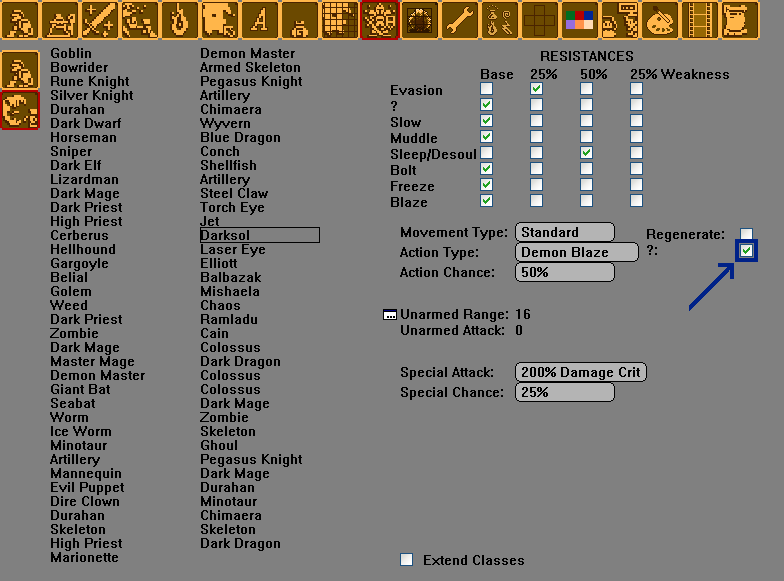 A
Goblin
Bowrider
Rune Knight
Silver Knight
Durahan
Dark Dwarf
Horseman
Sniper
Dark Elf
Lizardman
Dark Mage
Dark Priest
High Priest
Cerberus
Hellhound
Gargoyle
Belial
Golem
Weed
Dark Priest
Zombie
Dark Mage
Master Mage
Demon Master
Giant Bat
Seabat
Worm
Ice Worm
Minotaur
Artillery
Mannequin
Evil Puppet
Dire Clown
Durahan
Skeleton
High Priest
Marionette
Demon Master
Armed Skeleton
Pegasus Knight
Artillery
Chimaera
Wyvern
Blue Dragon
Conch
Shellfish
Artillery
Steel Claw
Torch Eye
Jet
Darksol
Laser Eye
Elliott
Balbazak
Mishaela
Chaos
Ramladu
Cain
Colossus
Dark Dragon
Colossus
Colossus
Dark Mage
Zombie
Skeleton
Ghoul
Pegasus Knight
Dark Mage
Durahan
Minotaur
Chimaera
Skeleton
Dark Dragon
RESISTANCES
Base 25% 50% 25% Weakness
Evasion
?
Slow
Muddle
Sleep/Desoul
Bolt
Freeze
Blaze
Movement Type: Standard Regenerate:
Action Type: Demon Blaze ?:
Action Chance: 50%
Unarmed Range: 16
Unarmed Attack: 0
Special Attack: 200% Damage Crit
Special Chance: 25%
Extend Classes